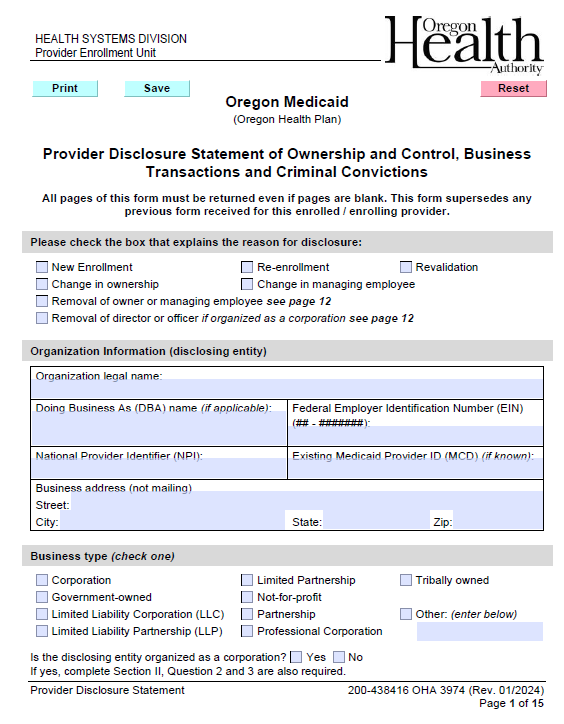 HEALTH SYSTEMS DIVISION
Provider Enrollment Unit
Oregon
Health
Authority
Print
Save
Reset
Oregon Medicaid
(Oregon Health Plan)
Provider Disclosure Statement of Ownership and Control, Business
Transactions and Criminal Convictions
All pages of this form must be returned even if pages are blank. This form supersedes any
previous form received for this enrolled / enrolling provider.
Please check the box that explains the reason for disclosure:
New Enrollment Re-enrollment Revalidation
Change in ownership Change in managing employee
Removal of owner or managing employee see page 12
Removal of director or officer if organized as a corporation see page 12
Organization Information (disclosing entity)
Organization legal name:
Doing Business As (DBA) name (if applicable): Federal Employer Identification Number (EIN)
(## - #######):
National Provider Identifier (NPI): Existing Medicaid Provider ID (MCD) (if known):
Business address (not mailing)
Street:
City: State: Zip:
Business type (check one)
Corporation Limited Partnership Tribally owned
Government-owned Not-for-profit
Limited Liability Corporation (LLC) Partnership Other: (enter below)
Limited Liability Partnership (LLP) Professional Corporation
Is the disclosing entity organized as a corporation? Yes No
If yes, complete Section II, Question 2 and 3 are also required.
Provider Disclosure Statement 200-438416 OHA 3974 (Rev. 01/2024)
Page 1 of 15